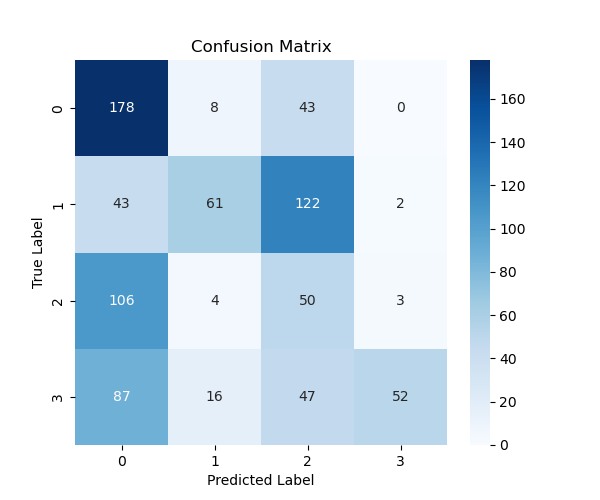 Confusion Matrix
0 178 8 43 0
1 43 61 122 2
2 106 4 50 3
3 87 16 47 52
0 1 2 3
Predicted Label
True Label
160
140
120
100
80
60
40
20
0